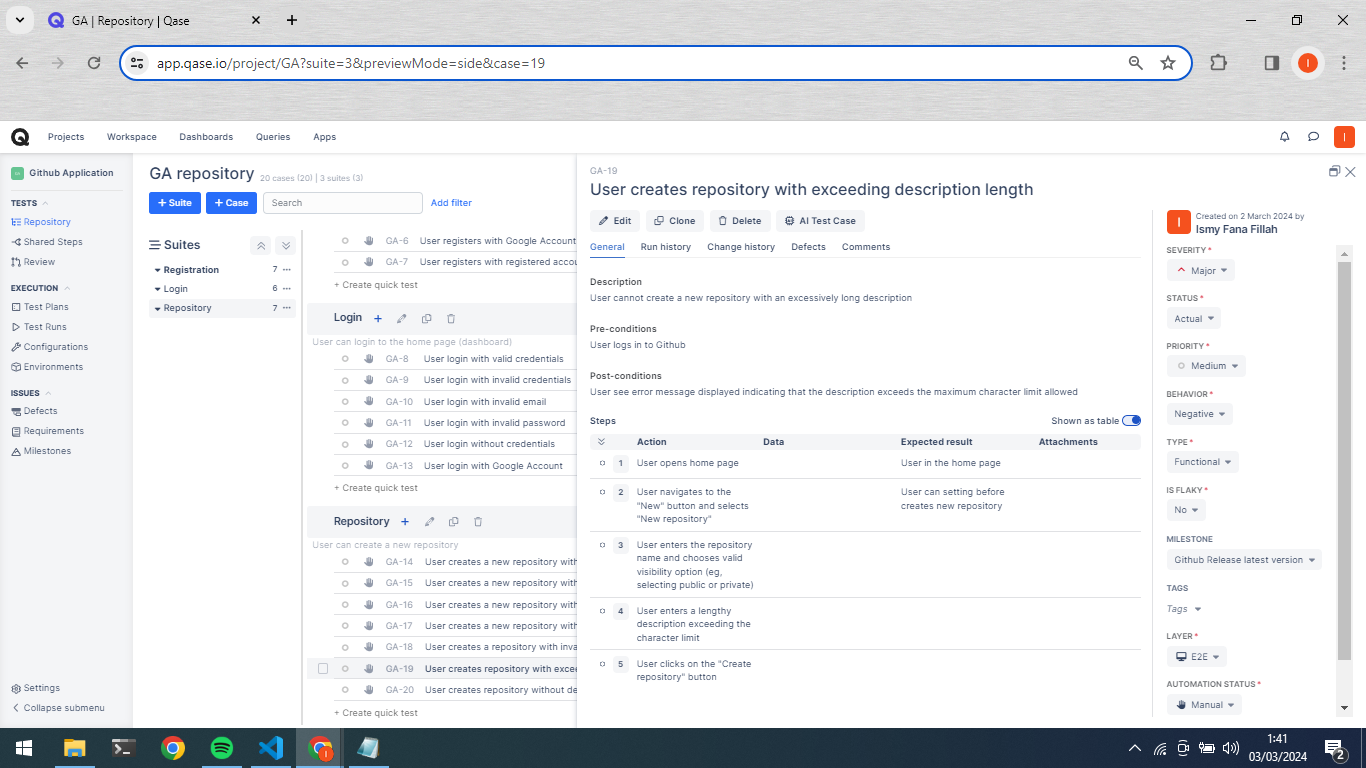 GA | Repository | Qase
app.qase.io/project/GA?suite=3&previewMode=side&case=19
I
Projects Workspace Dashboards Queries Apps
I
Github Application
TESTS
Repository
Shared Steps
Review
EXECUTION
Test Plans
Test Runs
Configurations
Environments
ISSUES
Defects
Requirements
Milestones
Settings
Collapse submenu
GA repository 20 cases (20) | 3 suites (3)
+ Suite + Case Search Add filter
Suites
Registration 7
Login 6
Repository 7
GA-6 User registers with Google Account
GA-7 User registers with registered accou
+ Create quick test
Login +
User can login to the home page (dashboard)
GA-8 User login with valid credentials
GA-9 User login with invalid credentials
GA-10 User login with invalid email
GA-11 User login with invalid password
GA-12 User login without credentials
GA-13 User login with Google Account
+ Create quick test
Repository +
User can create a new repository
GA-14 User creates a new repository with
GA-15 User creates a new repository with
GA-16 User creates a new repository with
GA-17 User creates a new repository with
GA-18 User creates a repository with inva
GA-19 User creates repository with excee
GA-20 User creates repository without de
+ Create quick test
GA-19
User creates repository with exceeding description length
Edit Clone Delete AI Test Case
General Run history Change history Defects Comments
Description
User cannot create a new repository with an excessively long description
Pre-conditions
User logs in to Github
Post-conditions
User see error message displayed indicating that the description exceeds the maximum character limit allowed
Steps Shown as table
Action Data Expected result Attachments
1 User opens home page User in the home page
2 User navigates to the User can setting before
"New" button and selects creates new repository
"New repository"
3 User enters the repository
name and chooses valid
visibility option (eg,
selecting public or private)
4 User enters a lengthy
description exceeding the
character limit
5 User clicks on the "Create
repository" button
I
Created on 2 March 2024 by
Ismy Fana Fillah
SEVERITY *
Major
STATUS *
Actual
PRIORITY *
Medium
BEHAVIOR *
Negative
TYPE *
Functional
IS FLAKY *
No
MILESTONE
Github Release latest version
TAGS
Tags
LAYER *
E2E
AUTOMATION STATUS *
Manual
I
1:41
03/03/2024
2